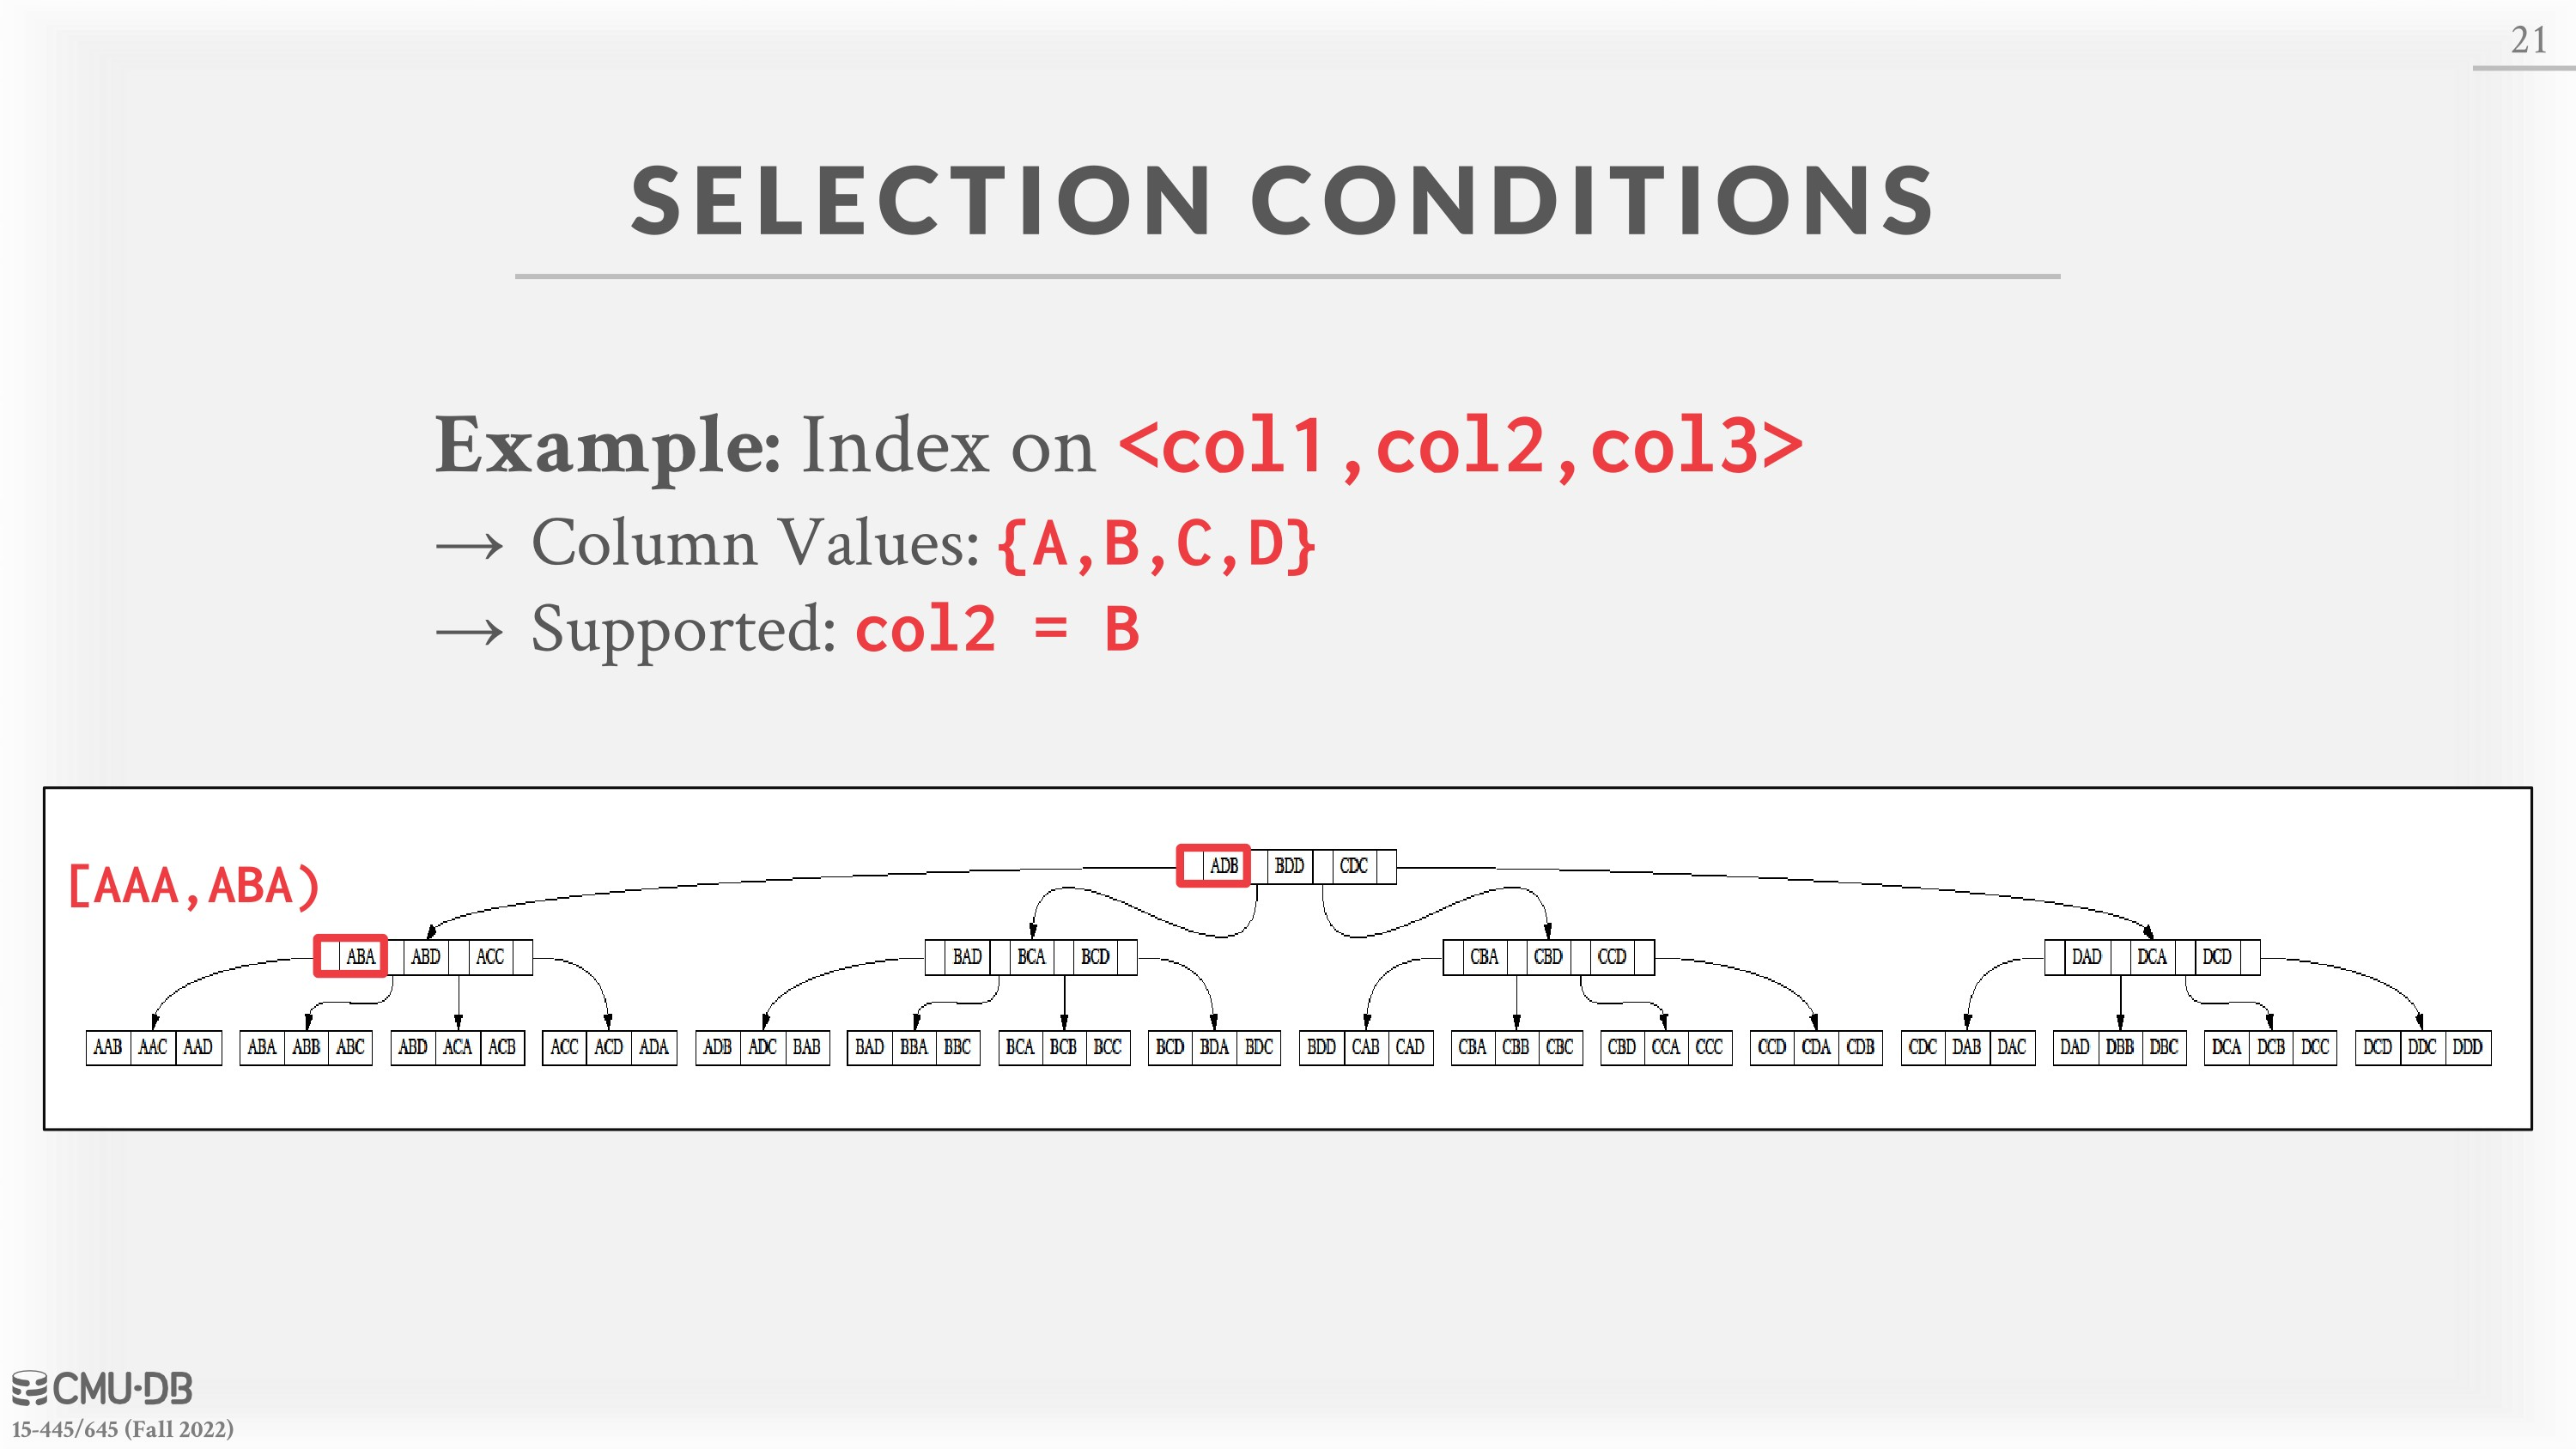 21
SELECTION CONDITIONS
Example: Index on <col1,col2,col3>
→ Column Values: {A,B,C,D}
→ Supported: col2 = B
[AAA,ABA)
ADB BDD CDC
ABA ABD ACC BAD BCA BCD CBA CBD CCD DAD DCA DCD
AAB AAC AAD ABA ABB ABC ABD ACA ACB ACC ACD ADA ADB ADC BAB BAD BBA BBC BCA BCB BCC BCD BDA BDC BDD CAB CAD CBA CBB CBC CBD CCA CCC CCD CDA CDB CDC DAB DAC DAD DBB DBC DCA DCB DCC DCD DDC DDD
CMU·DB
15-445/645 (Fall 2022)